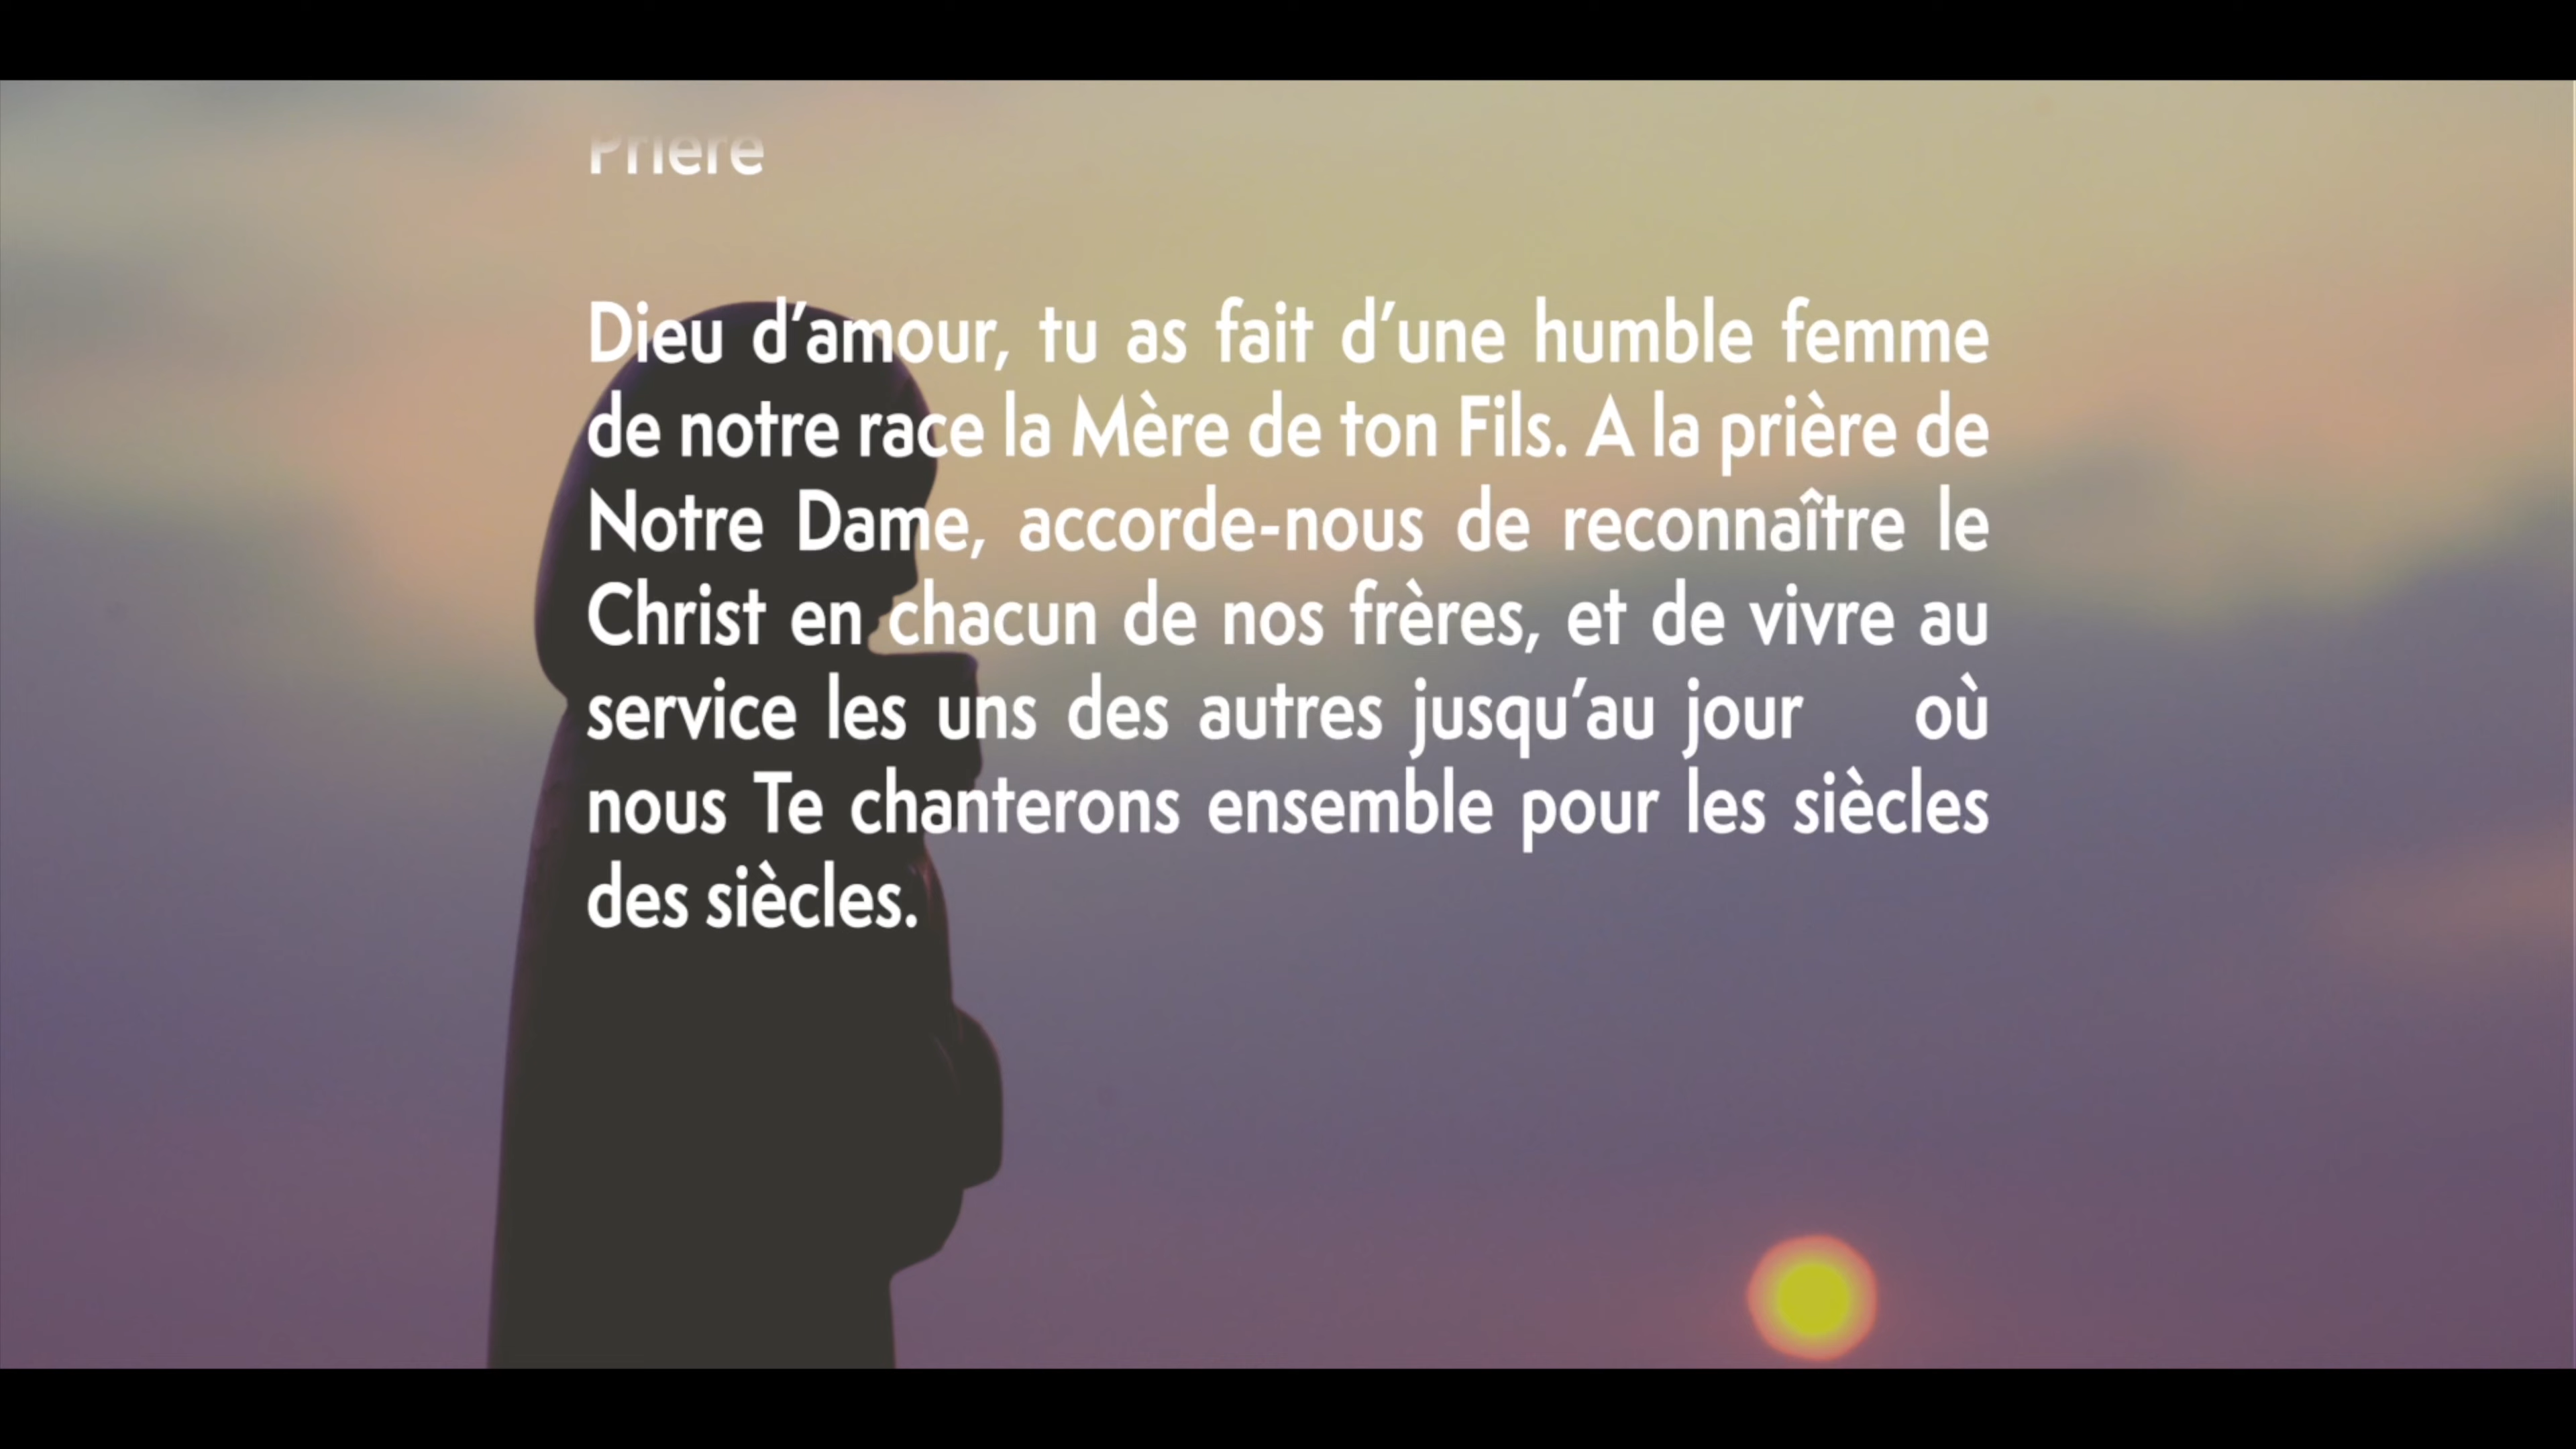 Prière
Dieu d’amour, tu as fait d’une humble femme
de notre race la Mère de ton Fils. A la prière de
Notre Dame, accorde-nous de reconnaître le
Christ en chacun de nos frères, et de vivre au
service les uns des autres jusqu’au jour où
nous Te chanterons ensemble pour les siècles
des siècles.